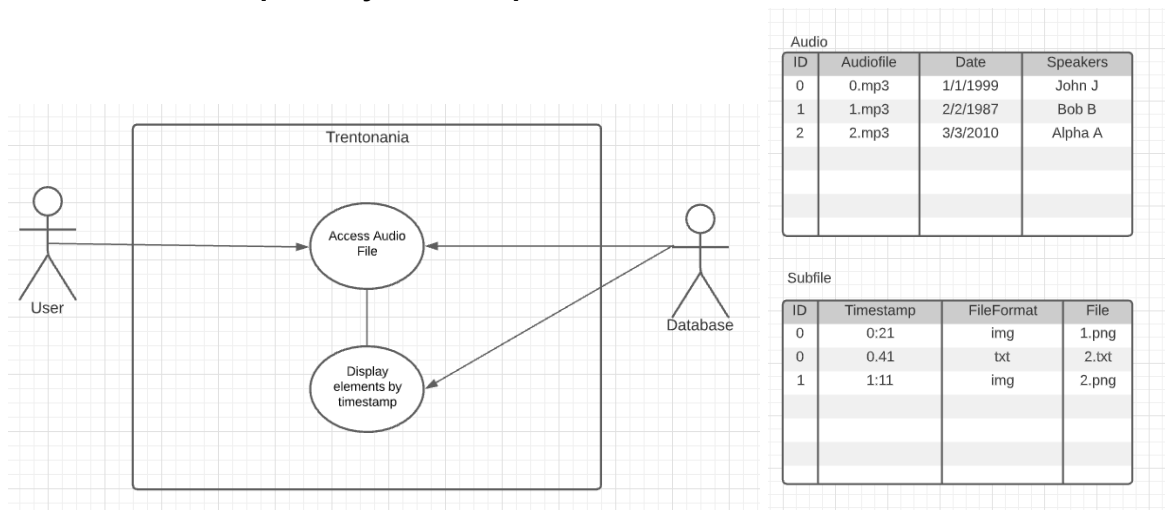 Trentonania
Access Audio
File
User
Database
Display
elements by
timestamp
Audio
ID Audiofile Date Speakers
0 0.mp3 1/1/1999 John J
1 1.mp3 2/2/1987 Bob B
2 2.mp3 3/3/2010 Alpha A
Subfile
ID Timestamp FileFormat File
0 0:21 img 1.png
0 0.41 txt 2.txt
1 1:11 img 2.png